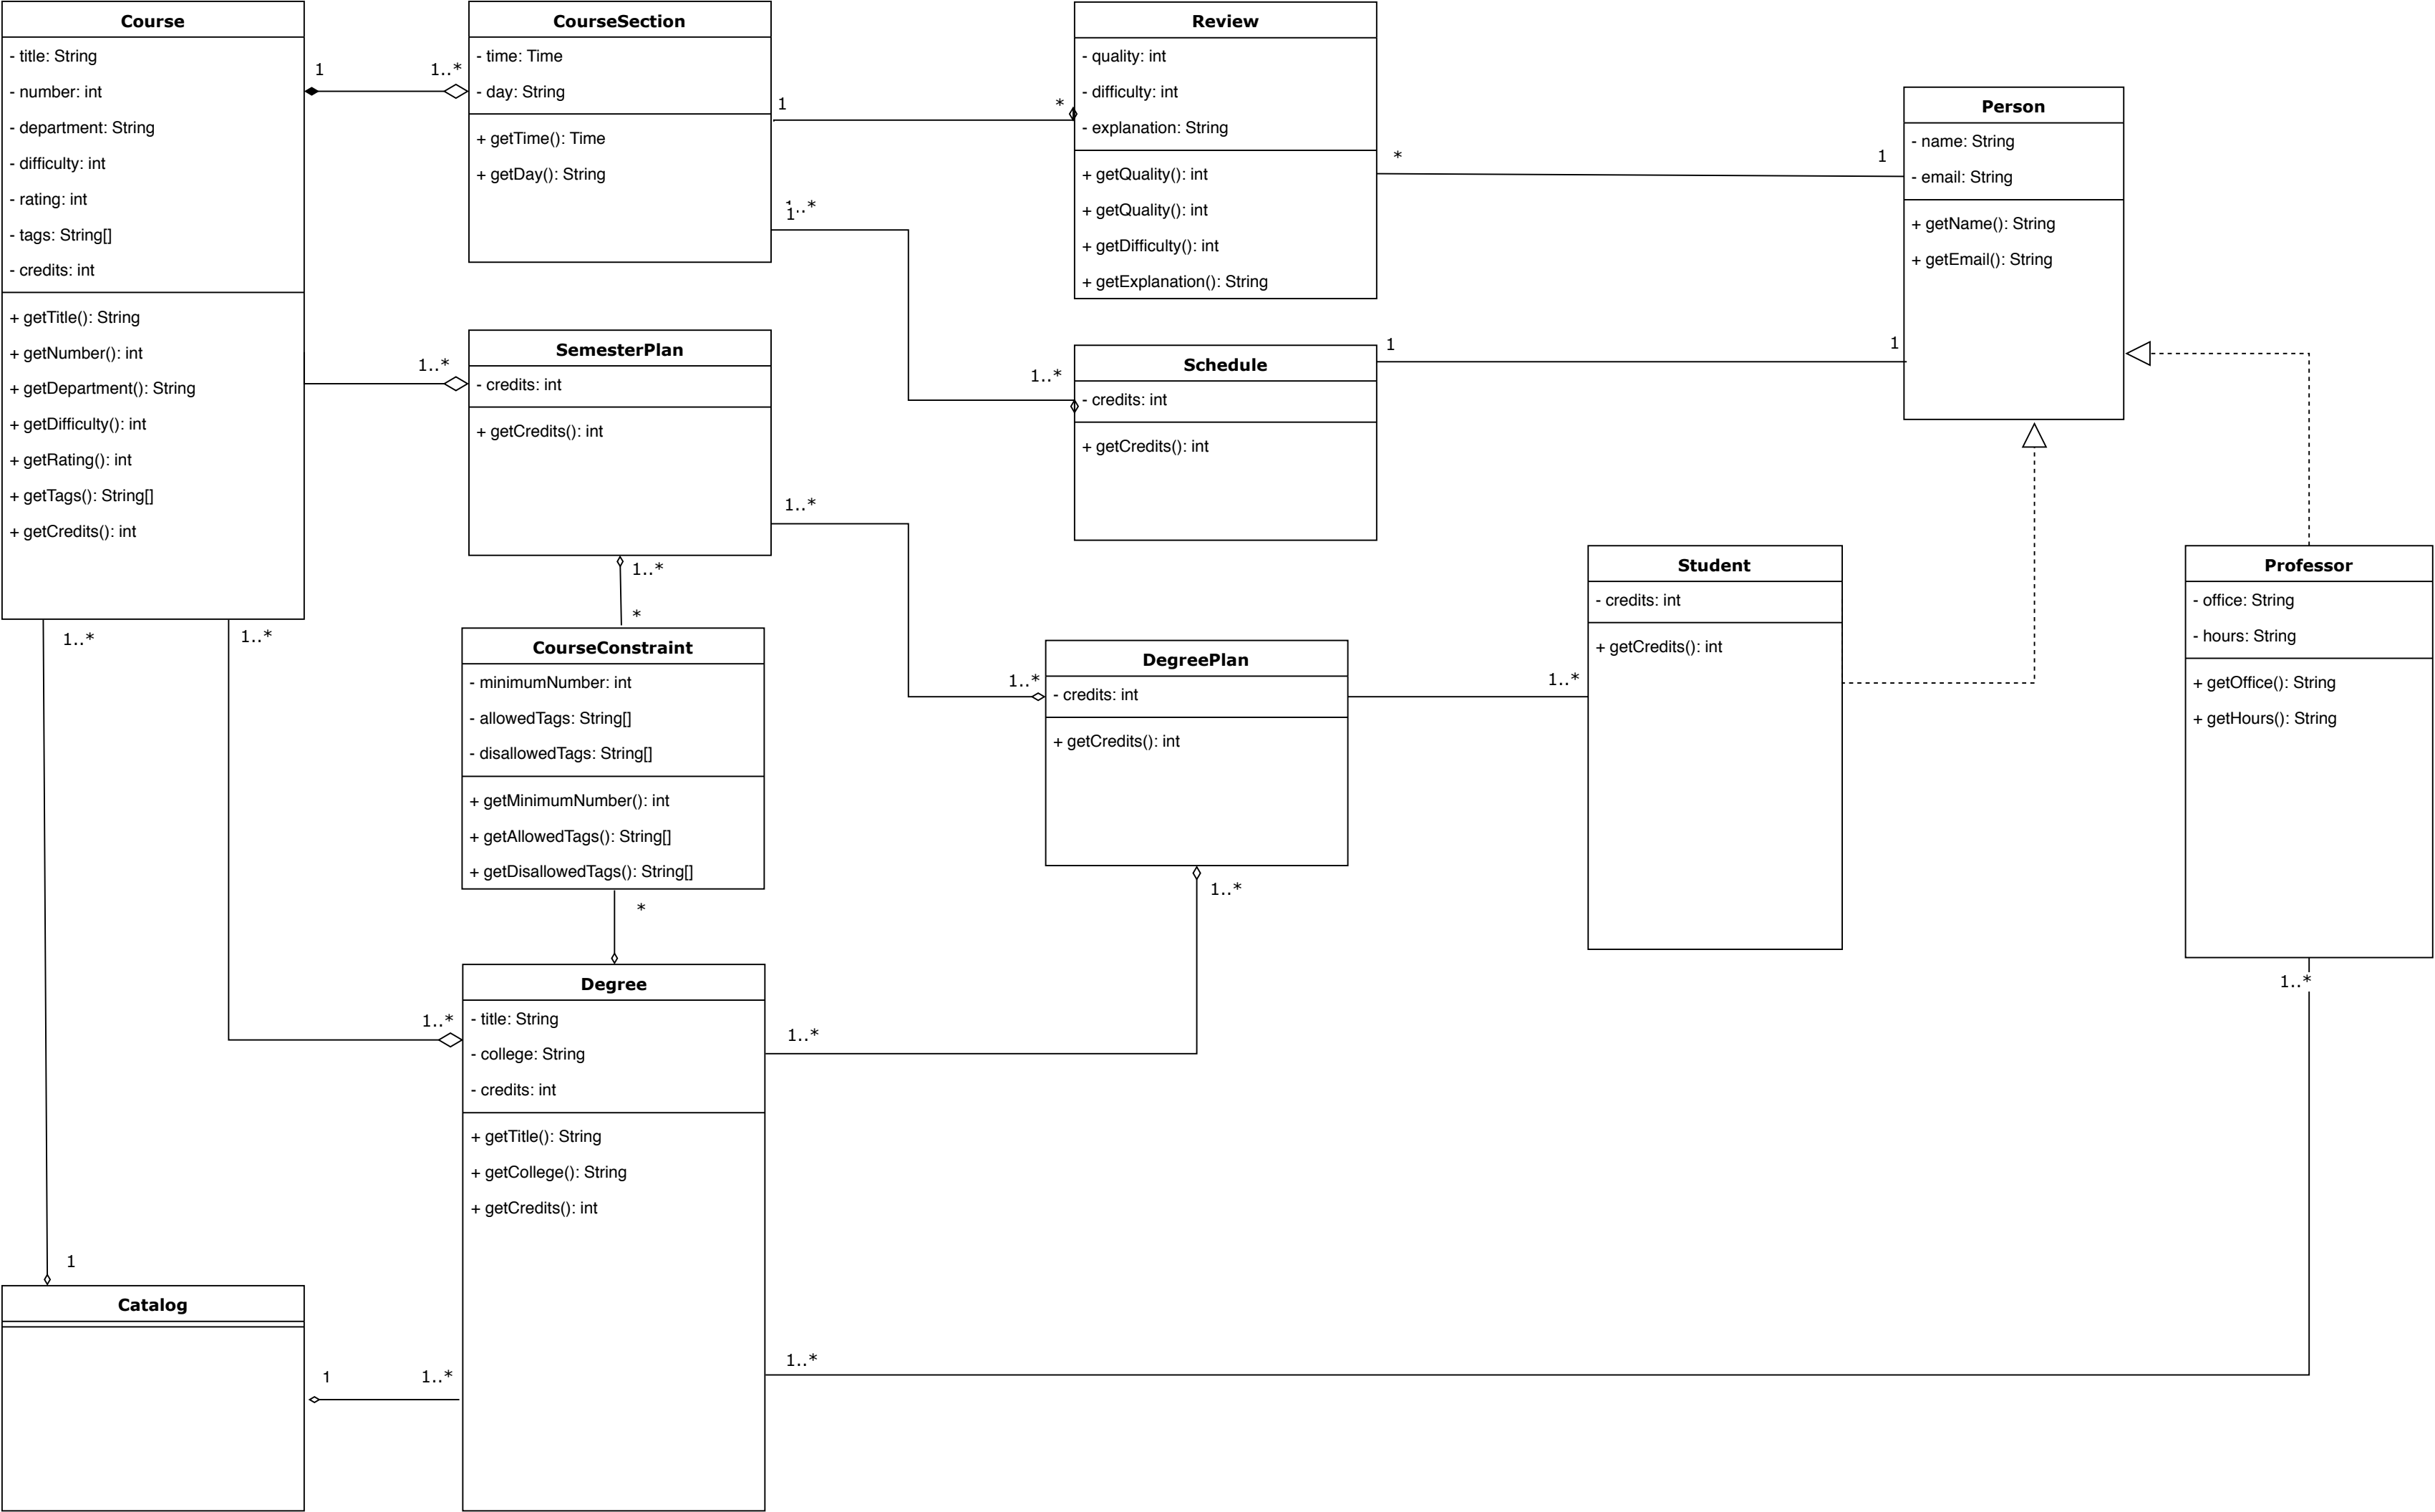 Course
- title: String
- number: int
- department: String
- difficulty: int
- rating: int
- tags: String[]
- credits: int
+ getTitle(): String
+ getNumber(): int
+ getDepartment(): String
+ getDifficulty(): int
+ getRating(): int
+ getTags(): String[]
+ getCredits(): int
1
1..*
CourseSection
- time: Time
- day: String
+ getTime(): Time
+ getDay(): String
1
*
1..*
1
Review
- quality: int
- difficulty: int
- explanation: String
+ getQuality(): int
+ getQuality(): int
+ getDifficulty(): int
+ getExplanation(): String
*
1
Person
- name: String
- email: String
+ getName(): String
+ getEmail(): String
1..*
SemesterPlan
- credits: int
+ getCredits(): int
1..*
1..*
Schedule
- credits: int
+ getCredits(): int
1
1
1..*
*
CourseConstraint
- minimumNumber: int
- allowedTags: String[]
- disallowedTags: String[]
+ getMinimumNumber(): int
+ getAllowedTags(): String[]
+ getDisallowedTags(): String[]
*
1..*
DegreePlan
- credits: int
+ getCredits(): int
1..*
1..*
Student
- credits: int
+ getCredits(): int
Professor
- office: String
- hours: String
+ getOffice(): String
+ getHours(): String
1..*
1..*
1..*
1..*
Degree
- title: String
- college: String
- credits: int
+ getTitle(): String
+ getCollege(): String
+ getCredits(): int
1..*
1..*
1
Catalog
1
1..*